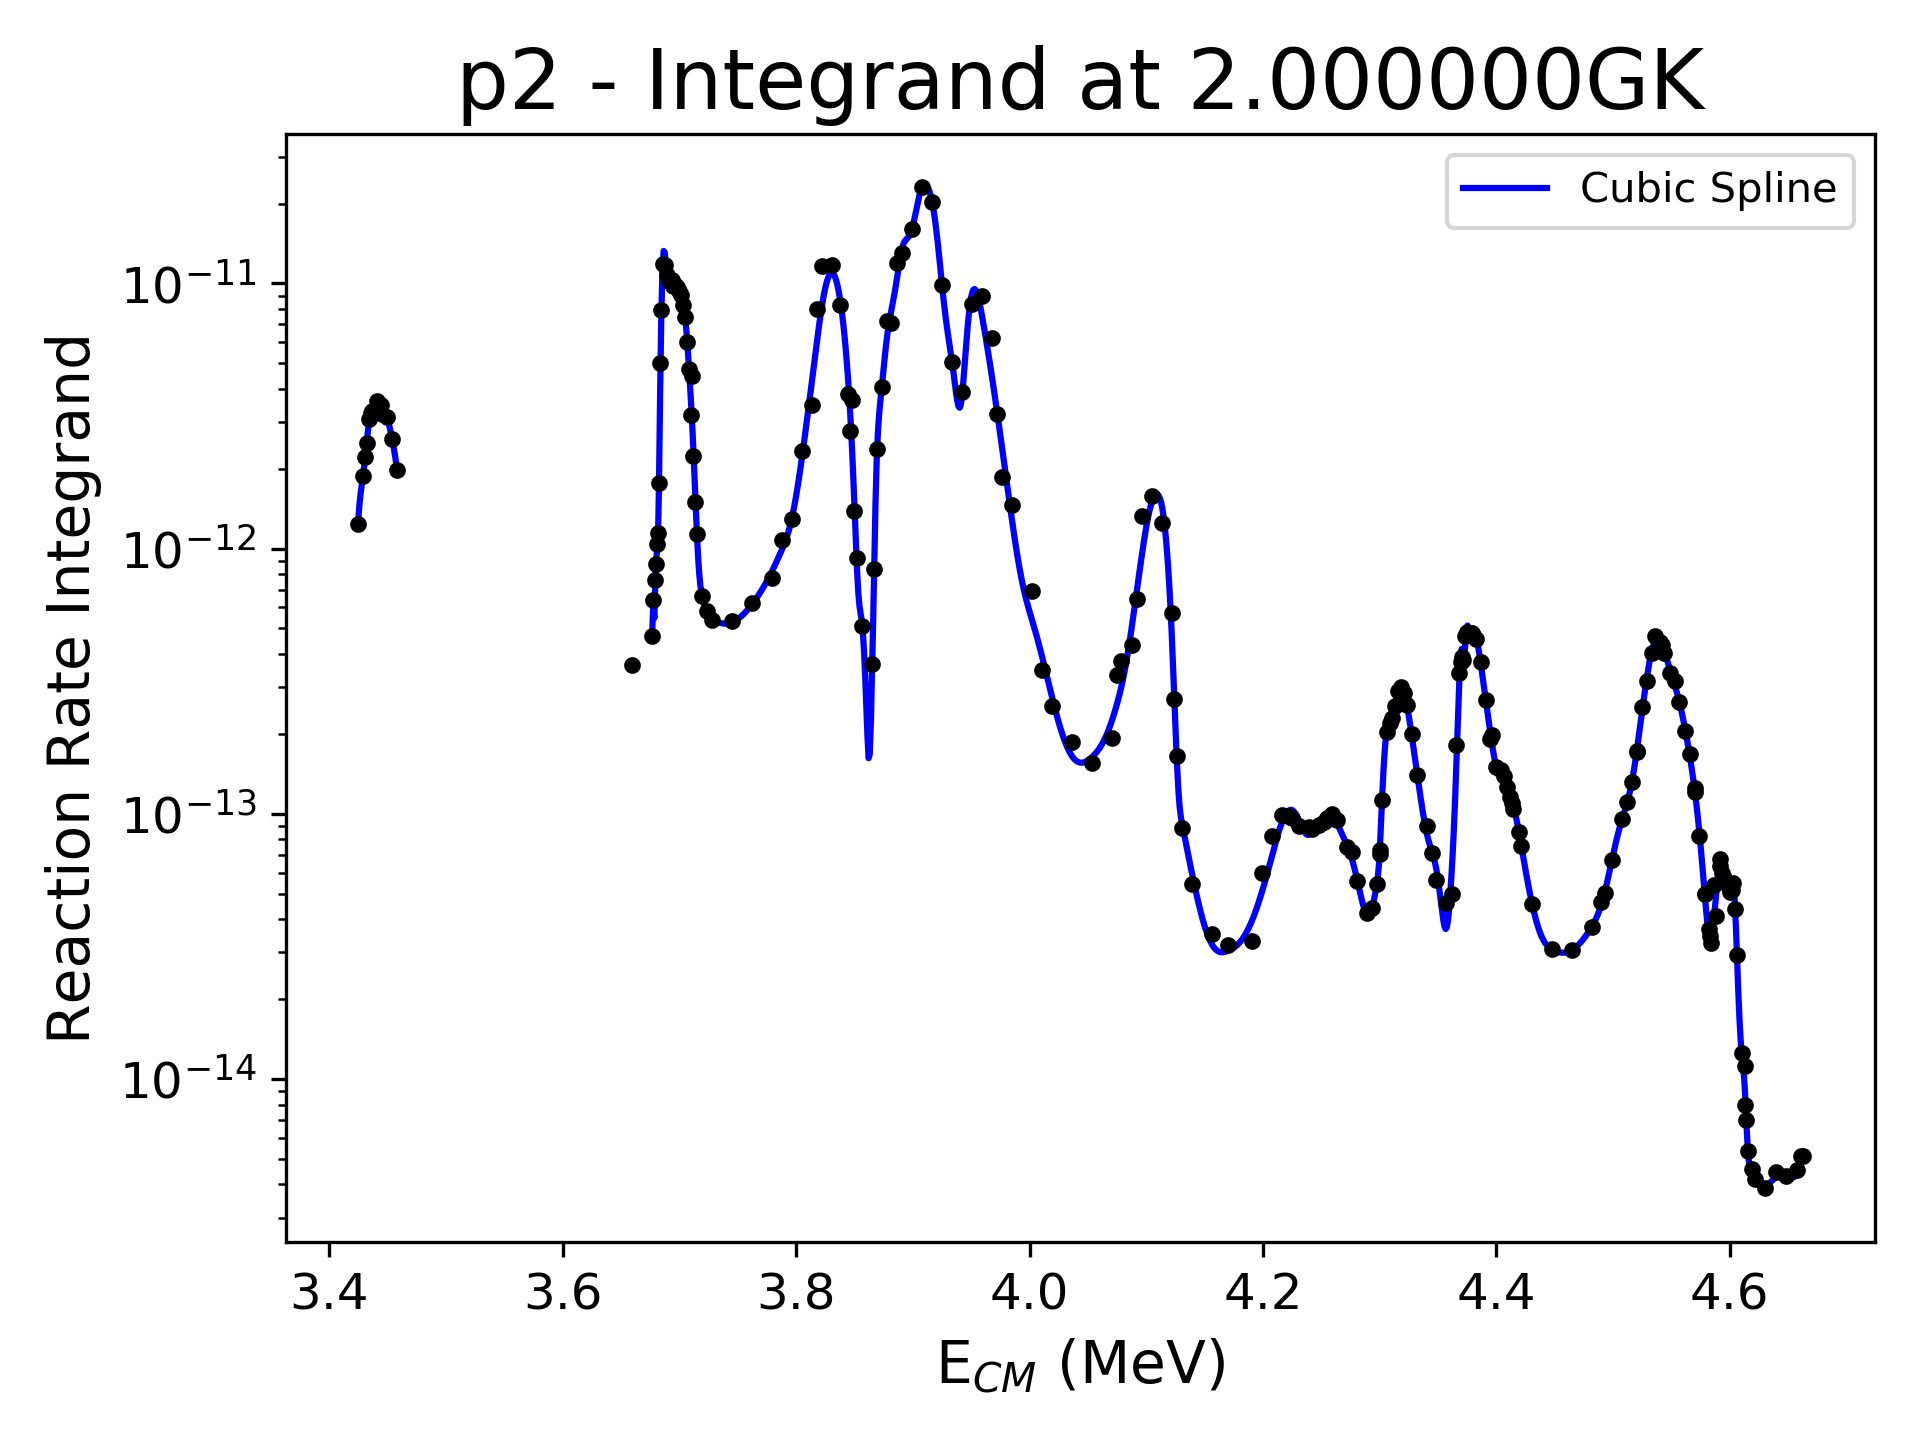 p2 - Integrand at 2.000000GK
Cubic Spline
Reaction Rate Integrand
10⁻¹¹
10⁻¹²
10⁻¹³
10⁻¹⁴
3.4 3.6 3.8 4.0 4.2 4.4 4.6
E_CM (MeV)